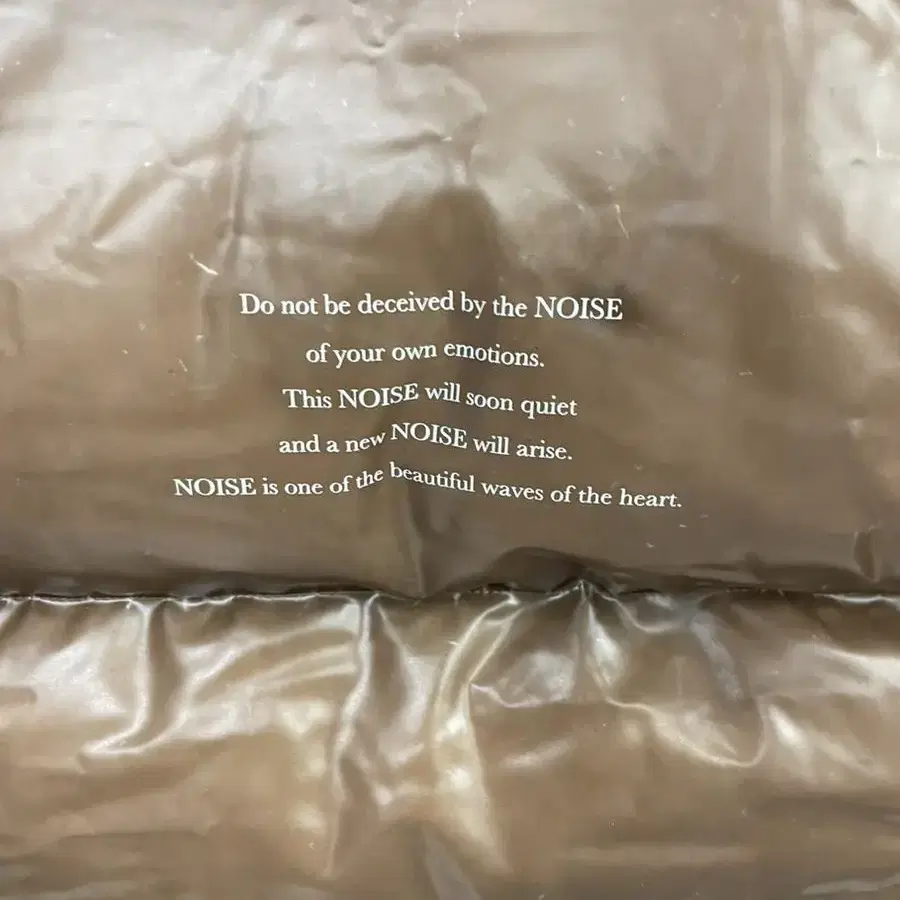 Do not be deceived by the NOISE
of your own emotions.
This NOISE will soon quiet
and a new NOISE will arise.
NOISE is one of the beautiful waves of the heart.